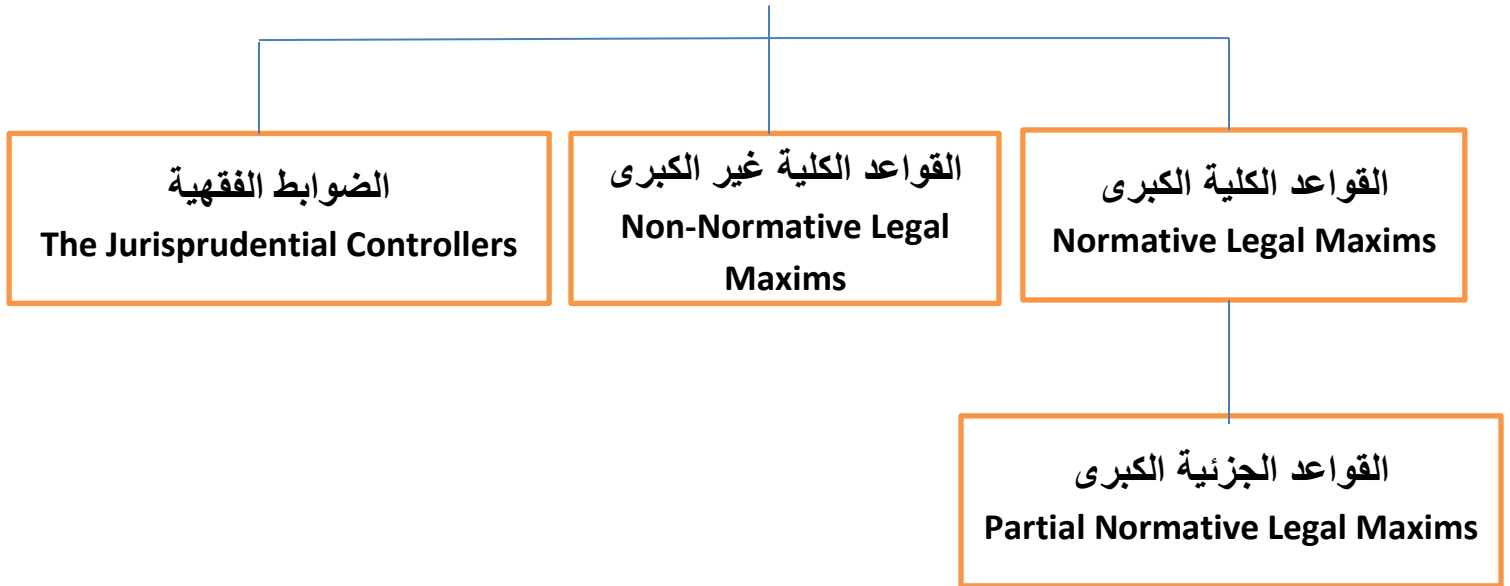 القواعد الكلية الكبرى
Normative Legal Maxims
القواعد الكلية غير الكبرى
Non-Normative Legal
Maxims
الضوابط الفقهية
The Jurisprudential Controllers
القواعد الجزئية الكبرى
Partial Normative Legal Maxims